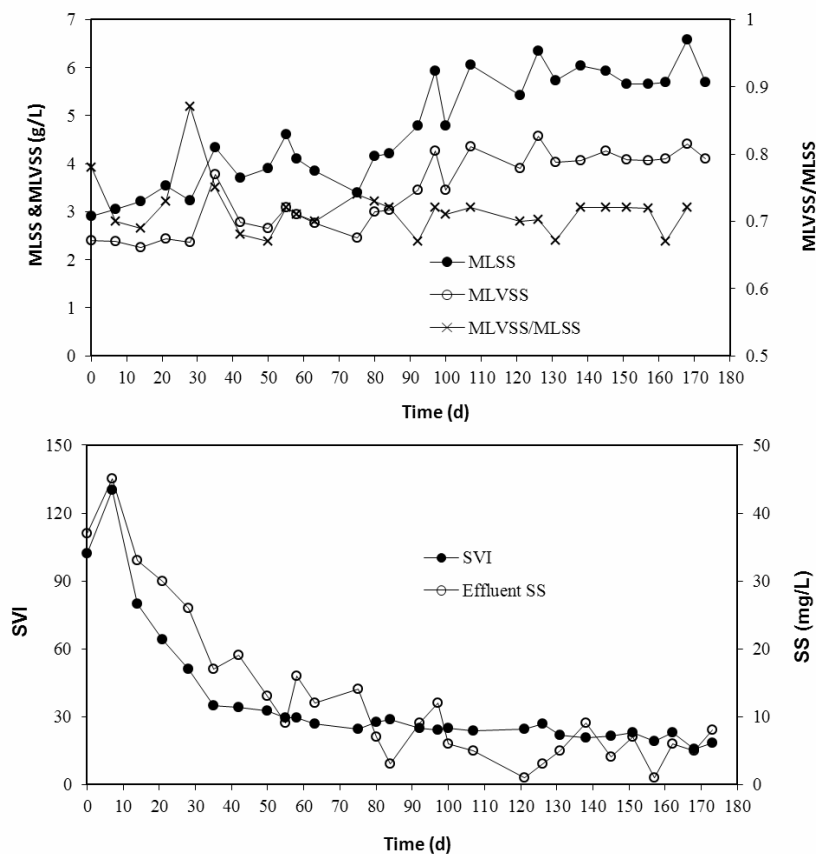 7 1
6 0.9
5
4 0.8
3 0.7
2
1 0.6
0 0.5
MLSS &MLVSS (g/L)
MLVSS/MLSS
MLSS
MLVSS
MLVSS/MLSS
0 10 20 30 40 50 60 70 80 90 100 110 120 130 140 150 160 170 180
Time (d)
150 50
120 40
90 30
60 20
30 10
0 0
SVI
SS (mg/L)
SVI
Effluent SS
0 10 20 30 40 50 60 70 80 90 100 110 120 130 140 150 160 170 180
Time (d)